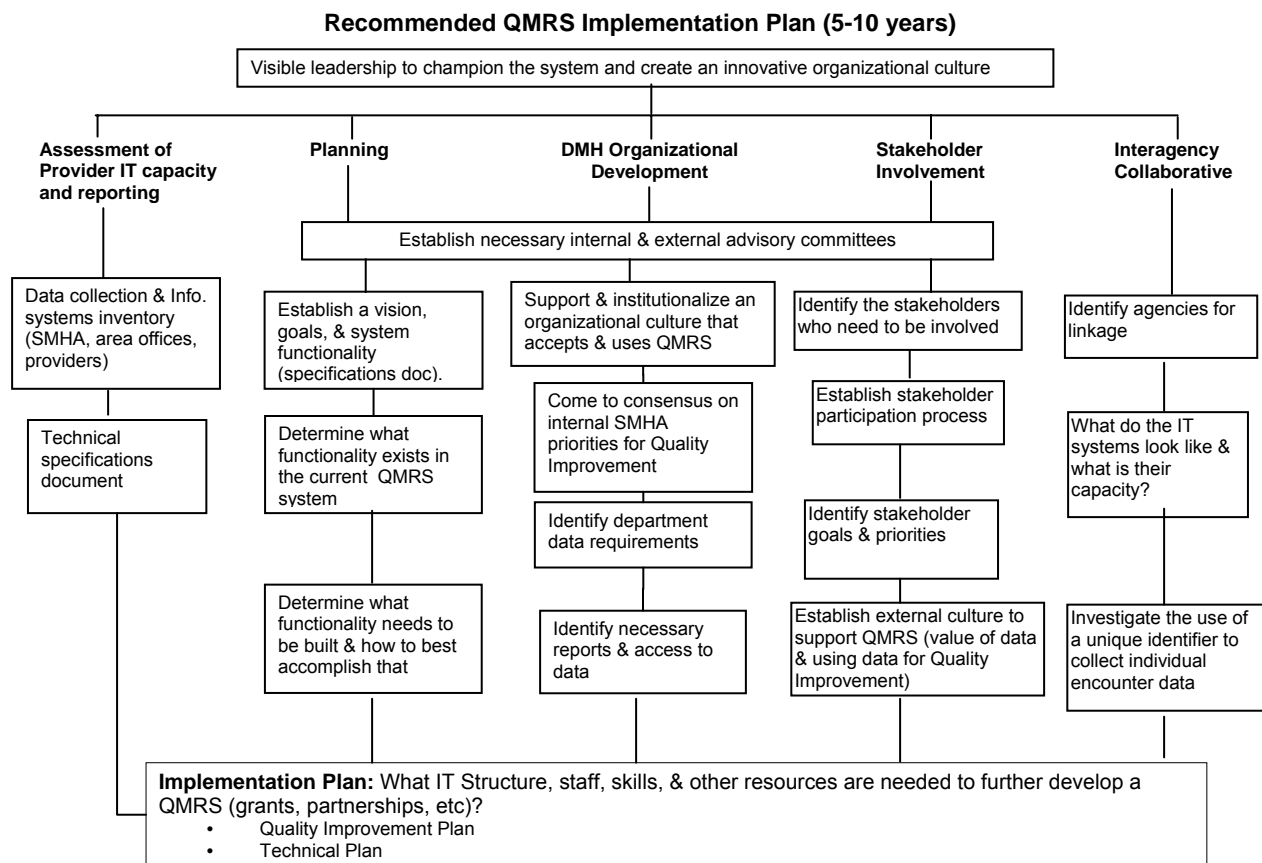 Recommended QMRS Implementation Plan (5-10 years)
Visible leadership to champion the system and create an innovative organizational culture
Assessment of
Provider IT capacity
and reporting
Planning
DMH Organizational
Development
Stakeholder
Involvement
Interagency
Collaborative
Establish necessary internal & external advisory committees
Data collection & Info.
systems inventory
(SMHA, area offices,
providers)
Technical
specifications
document
Establish a vision,
goals, & system
functionality
(specifications doc).
Determine what
functionality exists in
the current QMRS
system
Determine what
functionality needs to
be built & how to best
accomplish that
Support & institutionalize an
organizational culture that
accepts & uses QMRS
Come to consensus on
internal SMHA
priorities for Quality
Improvement
Identify department
data requirements
Identify necessary
reports & access to
data
Identify the stakeholders
who need to be involved
Establish stakeholder
participation process
Identify stakeholder
goals & priorities
Establish external culture to
support QMRS (value of data
& using data for Quality
Improvement)
Identify agencies for
linkage
What do the IT
systems look like &
what is their
capacity?
Investigate the use of
a unique identifier to
collect individual
encounter data
Implementation Plan: What IT Structure, staff, skills, & other resources are needed to further develop a
QMRS (grants, partnerships, etc)?
• Quality Improvement Plan
• Technical Plan